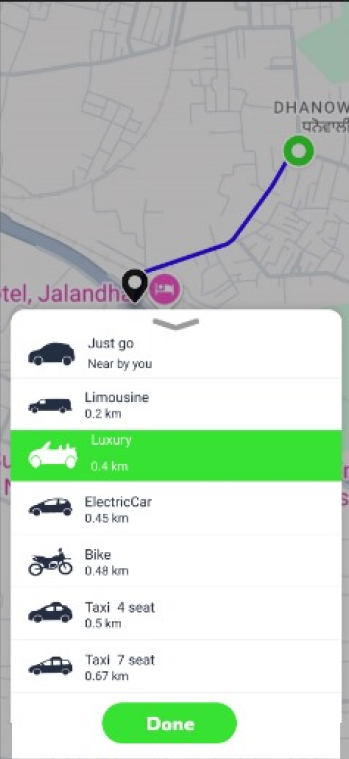 DHANOW
ਧਨੋਵਾਲੀ
tel, Jalandha
Just go
Near by you
Limousine
0.2 km
Luxury
0.4 km
ElectricCar
0.45 km
Bike
0.48 km
Taxi 4 seat
0.5 km
Taxi 7 seat
0.67 km
Done